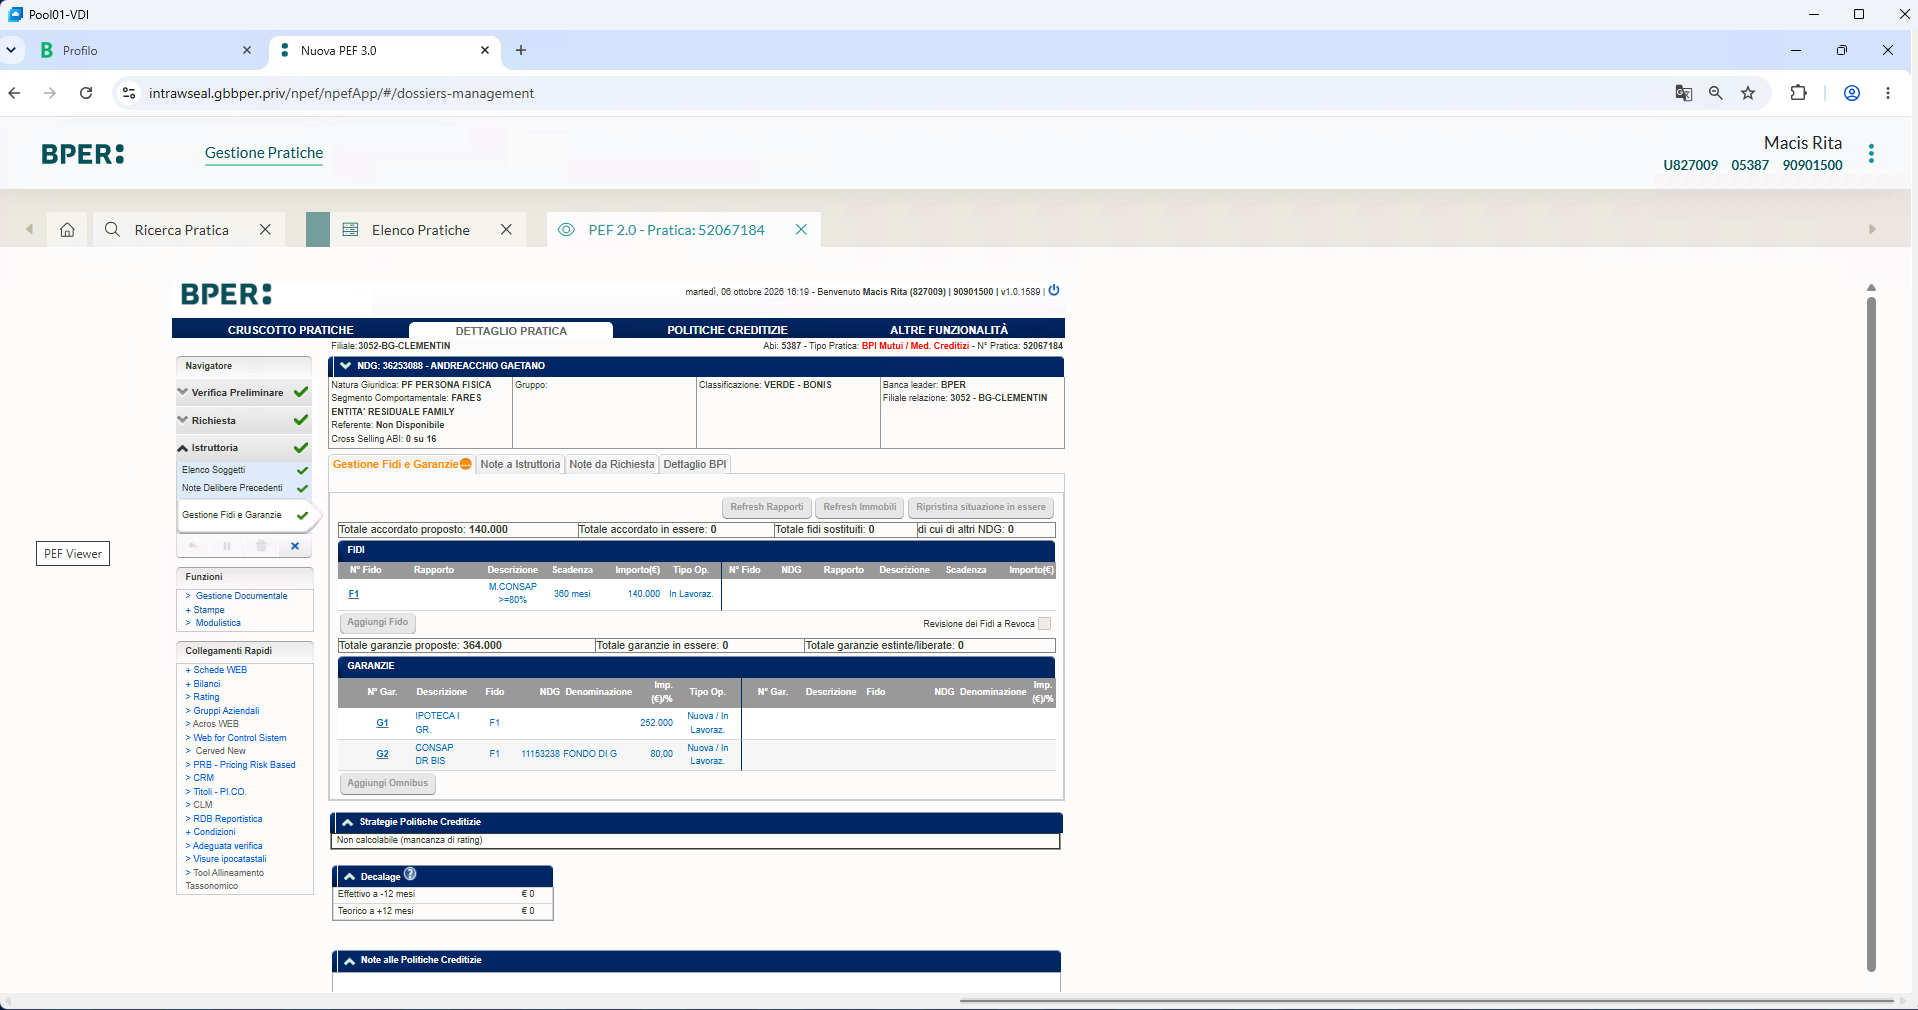 Pool01-VDI
Profilo
Nuova PEF 3.0
intrawseal.gbbper.priv/npef/npefApp/#/dossiers-management
BPER:
Gestione Pratiche
Macis Rita
U827009 05387 90901500
Ricerca Pratica
Elenco Pratiche
PEF 2.0 - Pratica: 52067184
BPER:
martedì, 06 ottobre 2026 16:19 - Benvenuto Macis Rita (827009) | 90901500 | v1.0.1589 |
CRUSCOTTO PRATICHE DETTAGLIO PRATICA POLITICHE CREDITIZIE ALTRE FUNZIONALITÀ
Filiale: 3052-BG-CLEMENTIN
Abi: 5387 - Tipo Pratica: BPI Mutui / Med. Creditizi - N° Pratica: 52067184
Navigatore
Verifica Preliminare
Richiesta
Istruttoria
Elenco Soggetti
Note Delibere Precedenti
Gestione Fidi e Garanzie
PEF Viewer
Funzioni
> Gestione Documentale
+ Stampe
> Modulistica
Collegamenti Rapidi
+ Schede WEB
+ Bilanci
> Rating
> Gruppi Aziendali
> Acros WEB
> Web for Control Sistem
> Cerved New
> PRB - Pricing Risk Based
> CRM
> Titoli - PI.CO.
> CLM
> RDB Reportistica
+ Condizioni
> Adeguata verifica
> Visure ipocatastali
> Tool Allineamento
Tassonomico
NDG: 36253088 - ANDREACCHIO GAETANO
Natura Giuridica: PF PERSONA FISICA
Segmento Comportamentale: FARES
ENTITA' RESIDUALE FAMILY
Referente: Non Disponibile
Cross Selling ABI: 0 su 16
Gruppo:
Classificazione: VERDE - BONIS
Banca leader: BPER
Filiale relazione: 3052 - BG-CLEMENTIN
Gestione Fidi e Garanzie Note a Istruttoria Note da Richiesta Dettaglio BPI
Refresh Rapporti Refresh Immobili Ripristina situazione in essere
Totale accordato proposto: 140.000 Totale accordato in essere: 0 Totale fidi sostituiti: 0 di cui di altri NDG: 0
FIDI
N° Fido Rapporto Descrizione Scadenza Importo(€) Tipo Op. N° Fido NDG Rapporto Descrizione Scadenza Importo(€)
F1 M.CONSAP >=80% 360 mesi 140.000 In Lavoraz.
Aggiungi Fido
Revisione dei Fidi a Revoca
Totale garanzie proposte: 364.000 Totale garanzie in essere: 0 Totale garanzie estinte/liberate: 0
GARANZIE
N° Gar. Descrizione Fido NDG Denominazione Imp. (€)/% Tipo Op. N° Gar. Descrizione Fido NDG Denominazione Imp. (€)/%
G1 IPOTECA I GR. F1 252.000 Nuova / In Lavoraz.
G2 CONSAP DR BIS F1 11153238 FONDO DI G 80,00 Nuova / In Lavoraz.
Aggiungi Omnibus
Strategie Politiche Creditizie
Non calcolabile (mancanza di rating)
Decalage
Effettivo a -12 mesi € 0
Teorico a +12 mesi € 0
Note alle Politiche Creditizie